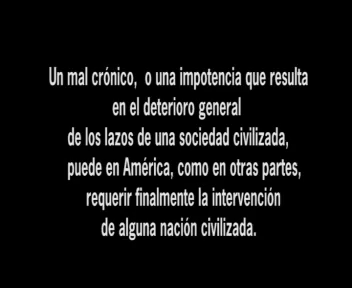 Un mal crónico, o una impotencia que resulta
en el deterioro general
de los lazos de una sociedad civilizada,
puede en América, como en otras partes,
requerir finalmente la intervención
de alguna nación civilizada.